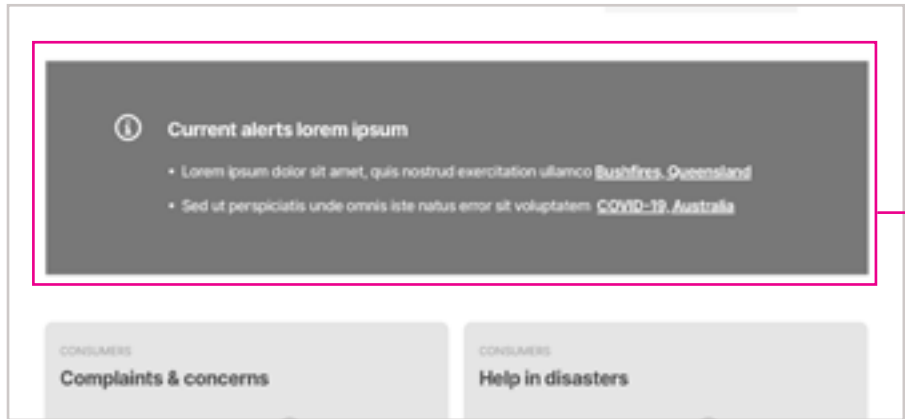 Current alerts lorem ipsum
• Lorem ipsum dolor sit amet, quis nostrud exercitation ullamco Bushfires, Queensland
• Sed ut perspiciatis unde omnis iste natus error sit voluptatem COVID-19, Australia
CONSUMERS CONSUMERS
Complaints & concerns Help in disasters